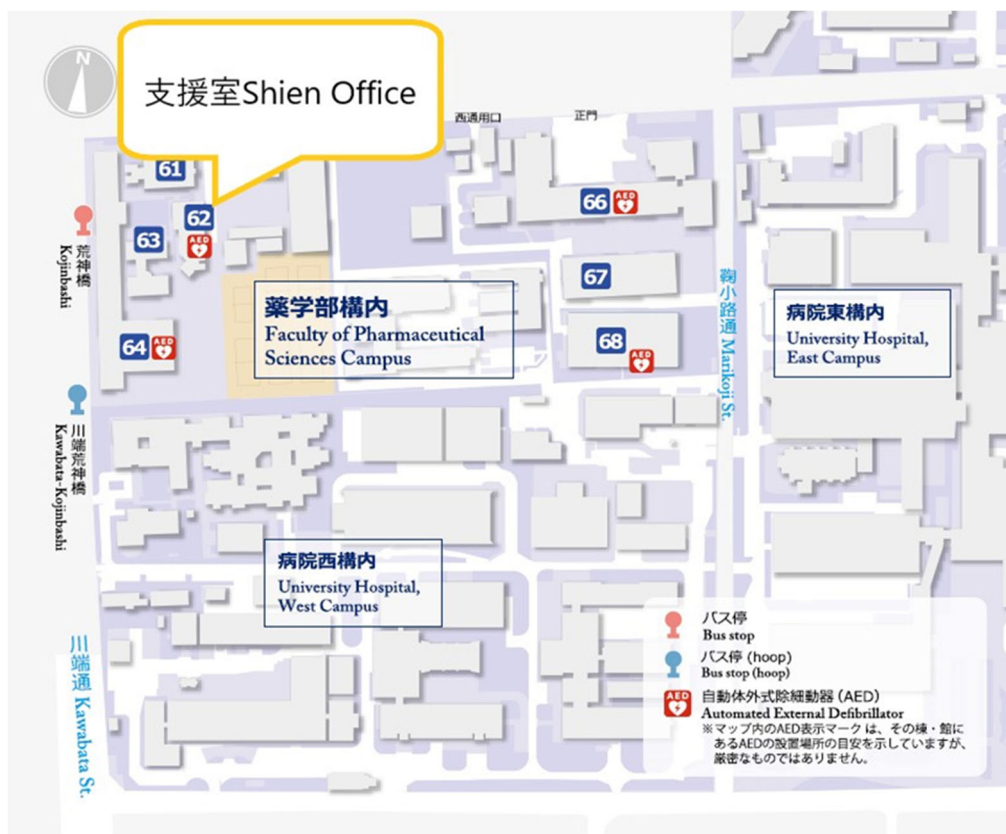 N
支援室Shien Office
西通用口
正門
61
62
AED
63
66
AED
荒神橋
Kojinbashi
67
薬学部構内
Faculty of Pharmaceutical
Sciences Campus
鞠小路通 Marikoji St.
病院東構内
University Hospital,
East Campus
64
AED
68
AED
川端荒神橋
Kawabata-Kojinbashi
病院西構内
University Hospital,
West Campus
川端通 Kawabata St.
バス停
Bus stop
バス停 (hoop)
Bus stop (hoop)
AED
自動体外式除細動器 (AED)
Automated External Defibrillator
※マップ内のAED表示マークは、その棟・館に
あるAEDの設置場所の目安を示していますが、
厳密なものではありません。